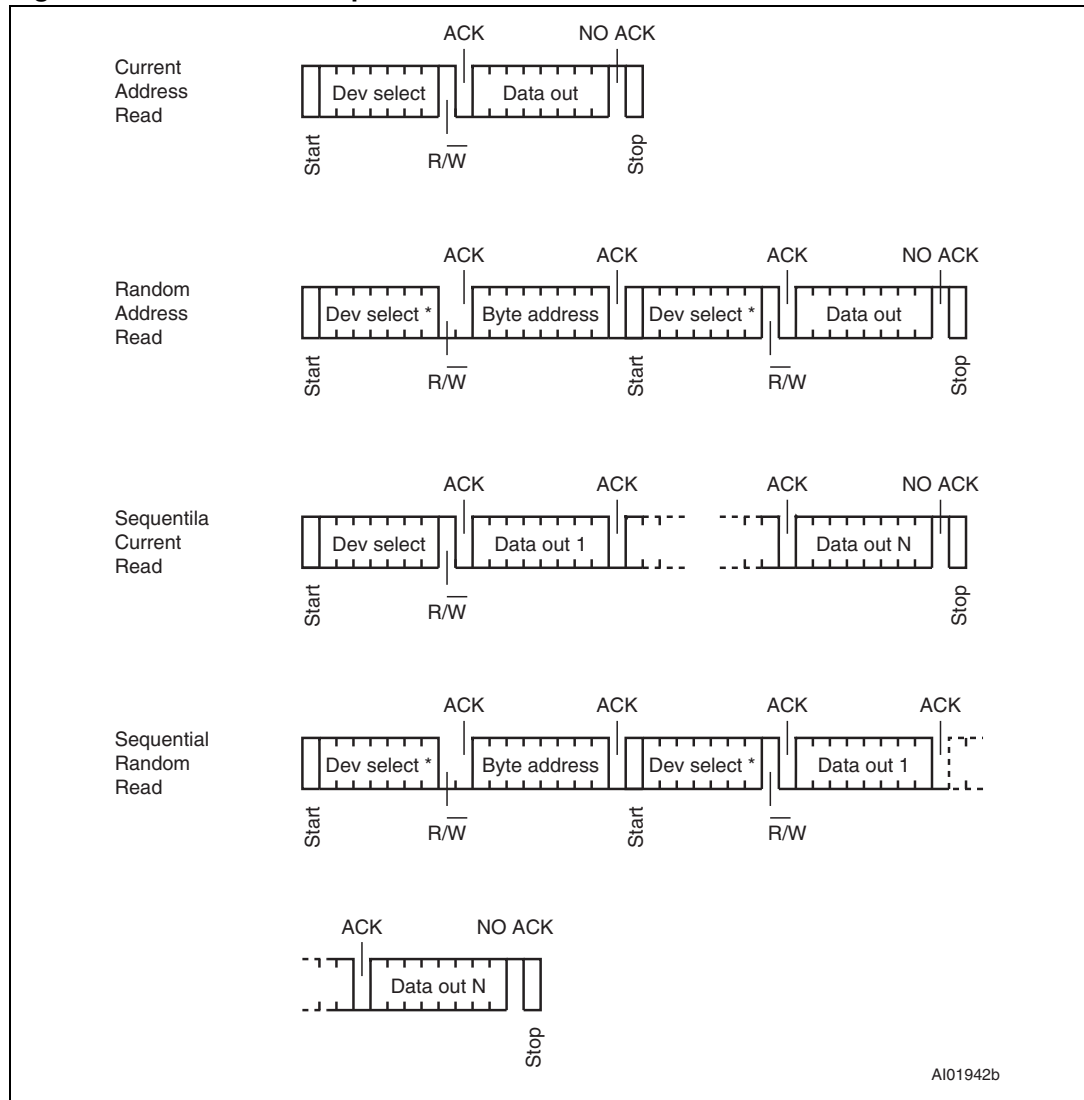 ACK NO ACK
Current
Address
Read
Dev select Data out
Start
R/W̅
Stop
ACK ACK ACK NO ACK
Random
Address
Read
Dev select * Byte address Dev select * Data out
Start
R/W̅
Start
R̅/W
Stop
ACK ACK ACK NO ACK
Sequentila
Current
Read
Dev select Data out 1 Data out N
Start
R/W̅
Stop
ACK ACK ACK ACK
Sequential
Random
Read
Dev select * Byte address Dev select * Data out 1
Start
R/W̅
Start
R̅/W
ACK NO ACK
Data out N
Stop
AI01942b